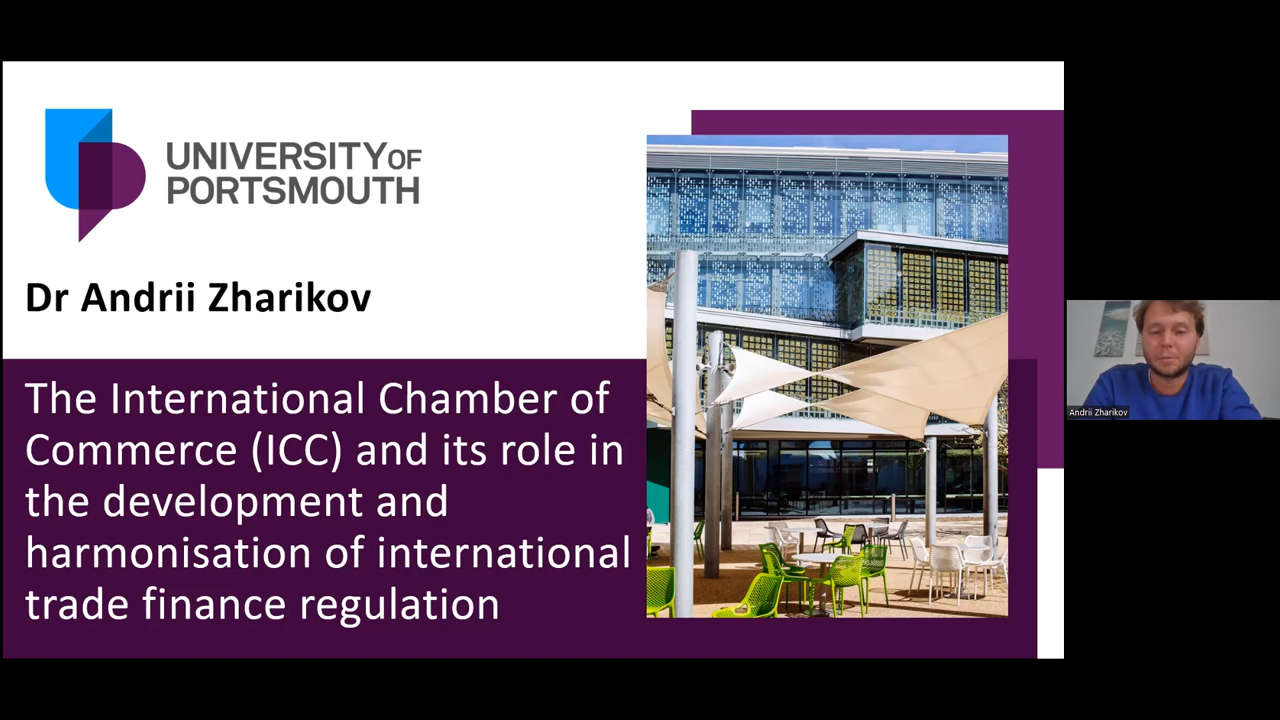 UNIVERSITY OF
PORTSMOUTH
Dr Andrii Zharikov
The International Chamber of
Commerce (ICC) and its role in
the development and
harmonisation of international
trade finance regulation
Andrii Zharikov